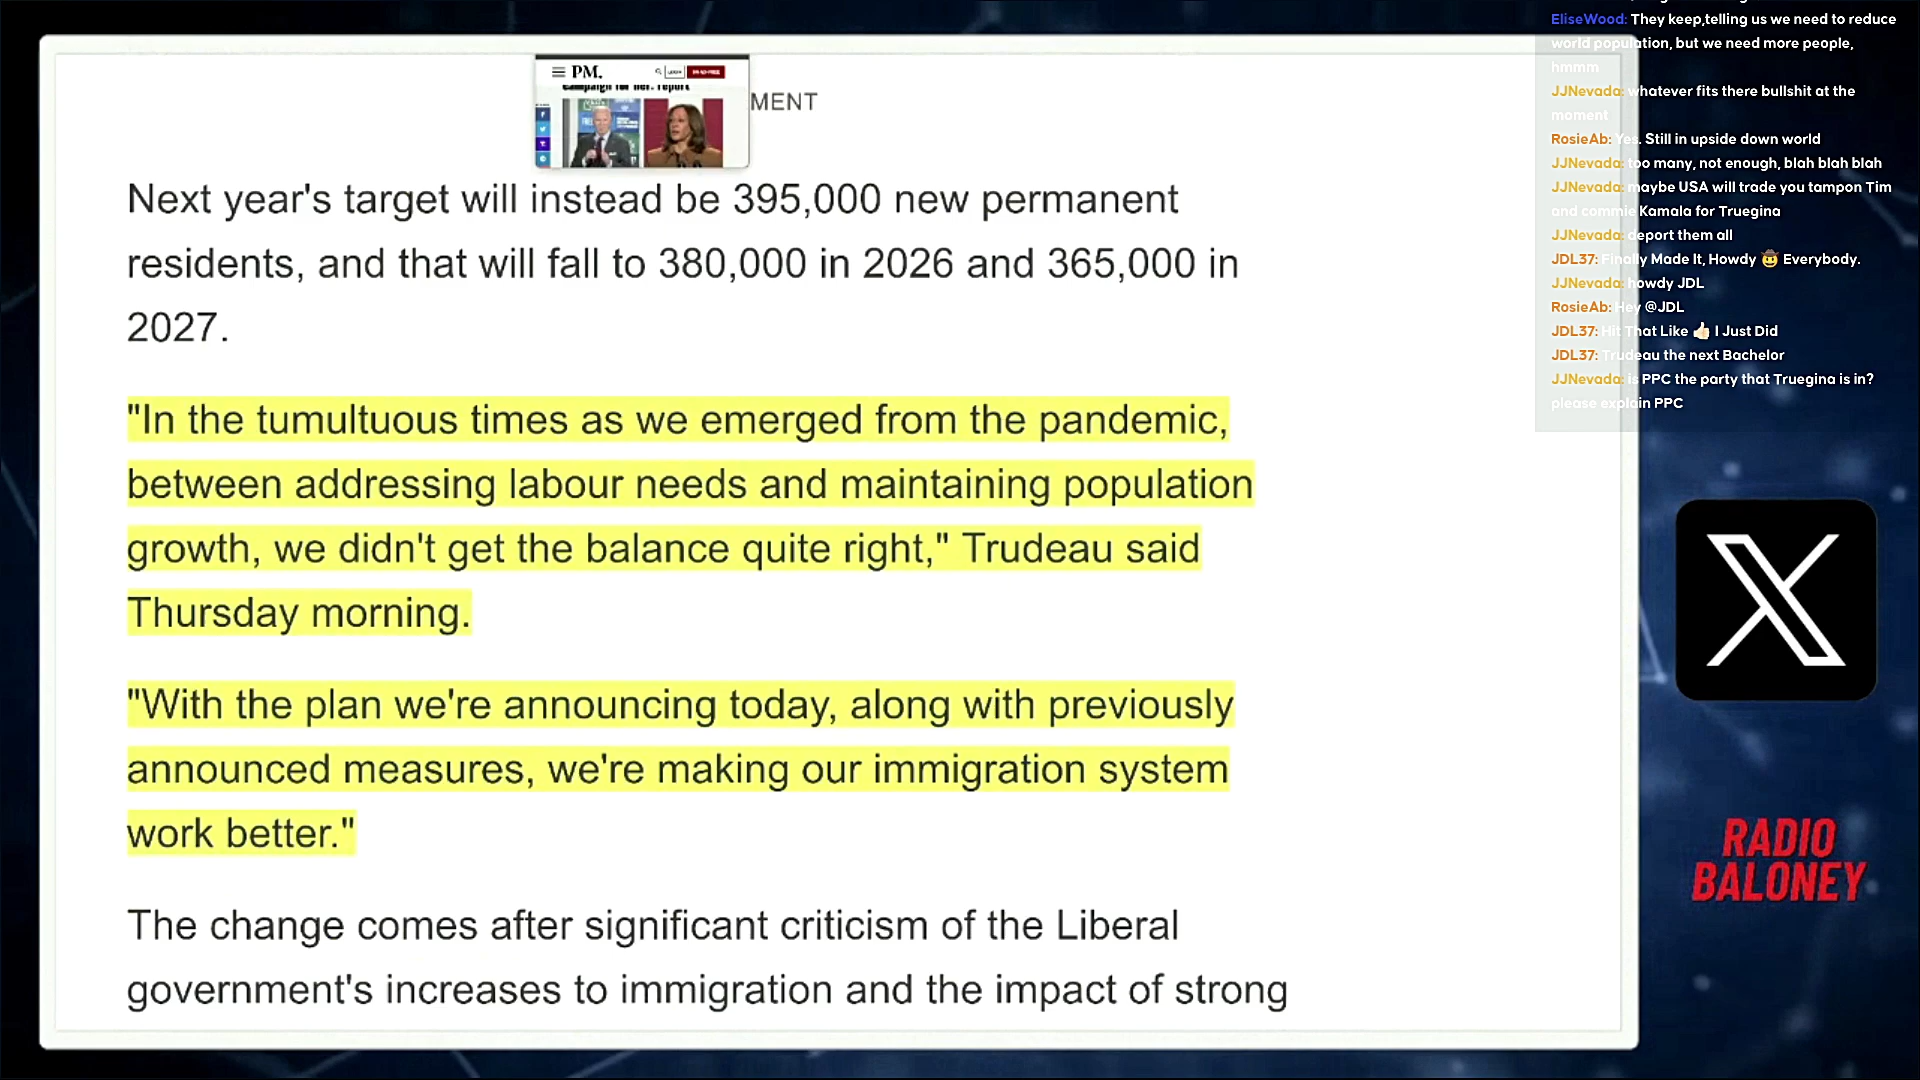 PM.
campaign for her: report
MENT
Next year's target will instead be 395,000 new permanent
residents, and that will fall to 380,000 in 2026 and 365,000 in
2027.
"In the tumultuous times as we emerged from the pandemic,
between addressing labour needs and maintaining population
growth, we didn't get the balance quite right," Trudeau said
Thursday morning.
"With the plan we're announcing today, along with previously
announced measures, we're making our immigration system
work better."
The change comes after significant criticism of the Liberal
government's increases to immigration and the impact of strong
EliseWood: They keep,telling us we need to reduce
world population, but we need more people,
hmmm
JJNevada: whatever fits there bullshit at the
moment
RosieAb: Yes. Still in upside down world
JJNevada: too many, not enough, blah blah blah
JJNevada: maybe USA will trade you tampon Tim
and commie Kamala for Truegina
JJNevada: deport them all
JDL37: Finally Made It, Howdy 🤠 Everybody.
JJNevada: howdy JDL
RosieAb: Hey @JDL
JDL37: Hit That Like 👍🏻 I Just Did
JDL37: Trudeau the next Bachelor
JJNevada: is PPC the party that Truegina is in?
please explain PPC
X
RADIO
BALONEY